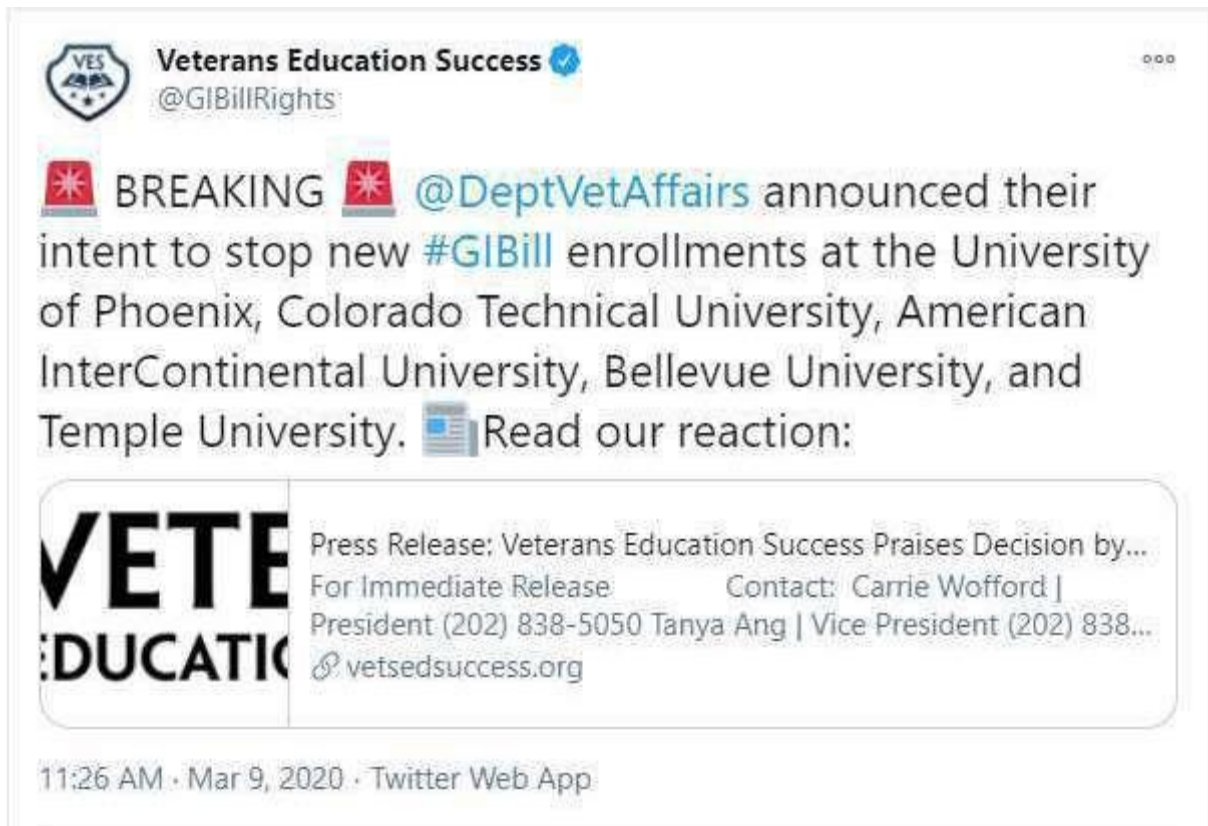 VES
Veterans Education Success
@GIBillRights
🚨 BREAKING 🚨 @DeptVetAffairs announced their
intent to stop new #GIBill enrollments at the University
of Phoenix, Colorado Technical University, American
InterContinental University, Bellevue University, and
Temple University. 📰Read our reaction:
VETE
EDUCATI
Press Release: Veterans Education Success Praises Decision by...
For Immediate Release Contact: Carrie Wofford |
President (202) 838-5050 Tanya Ang | Vice President (202) 838...
vetsedsuccess.org
11:26 AM · Mar 9, 2020 · Twitter Web App